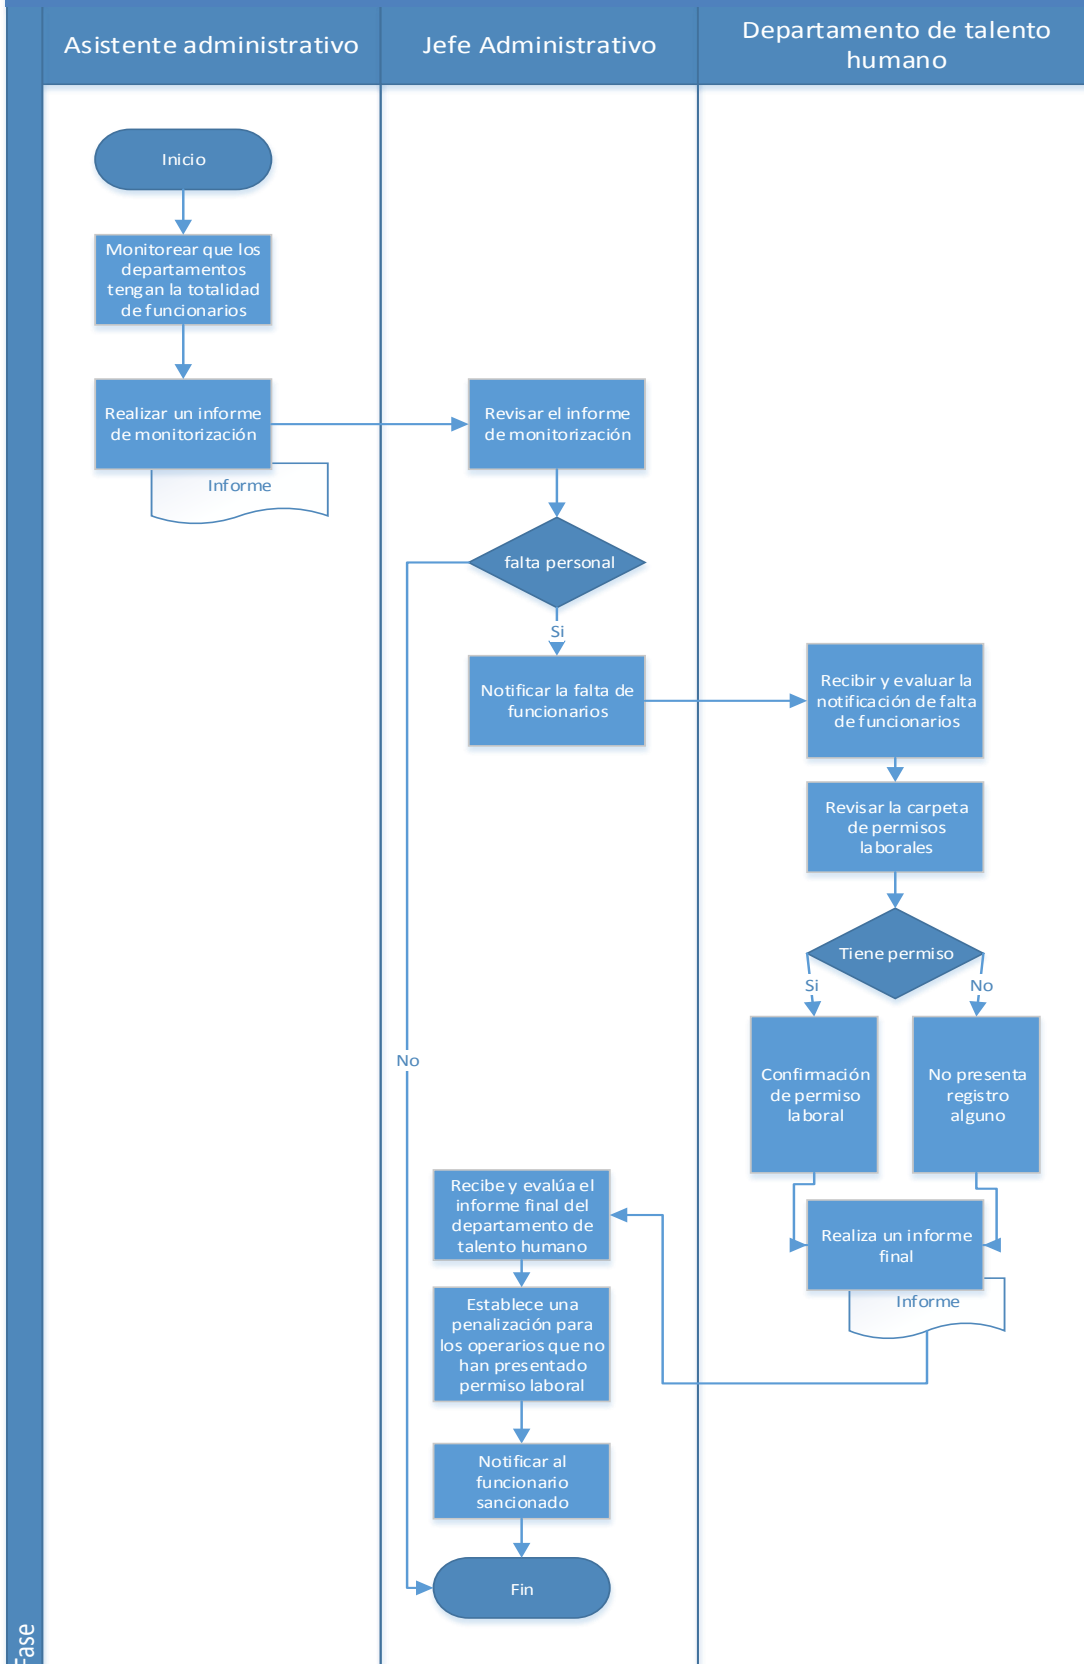 Asistente administrativo
Jefe Administrativo
Departamento de talento
humano
Inicio
Monitorear que los
departamentos
tengan la totalidad
de funcionarios
Realizar un informe
de monitorización
Informe
Revisar el informe
de monitorización
falta personal
Si
Notificar la falta de
funcionarios
Recibir y evaluar la
notificación de falta
de funcionarios
Revisar la carpeta
de permisos
laborales
Tiene permiso
Si
No
Confirmación
de permiso
laboral
No presenta
registro
alguno
No
Realiza un informe
final
Informe
Recibe y evalúa el
informe final del
departamento de
talento humano
Establece una
penalización para
los operarios que no
han presentado
permiso laboral
Notificar al
funcionario
sancionado
Fin
Fase